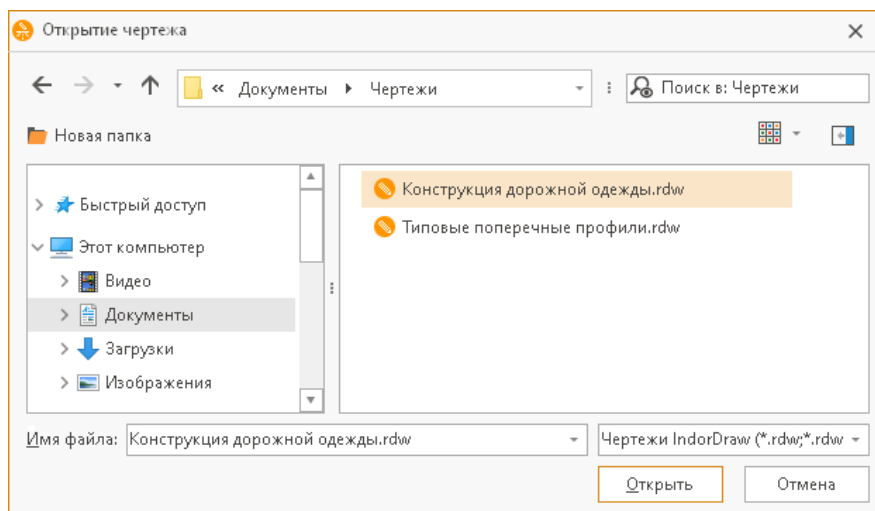 Открытие чертежа
« Документы Чертежи
Поиск в: Чертежи
Новая папка
Быстрый доступ
Этот компьютер
Видео
Документы
Загрузки
Изображения
Конструкция дорожной одежды.rdw
Типовые поперечные профили.rdw
Имя файла: Конструкция дорожной одежды.rdw
Чертежи IndorDraw (*.rdw;*.rdw
Открыть
Отмена